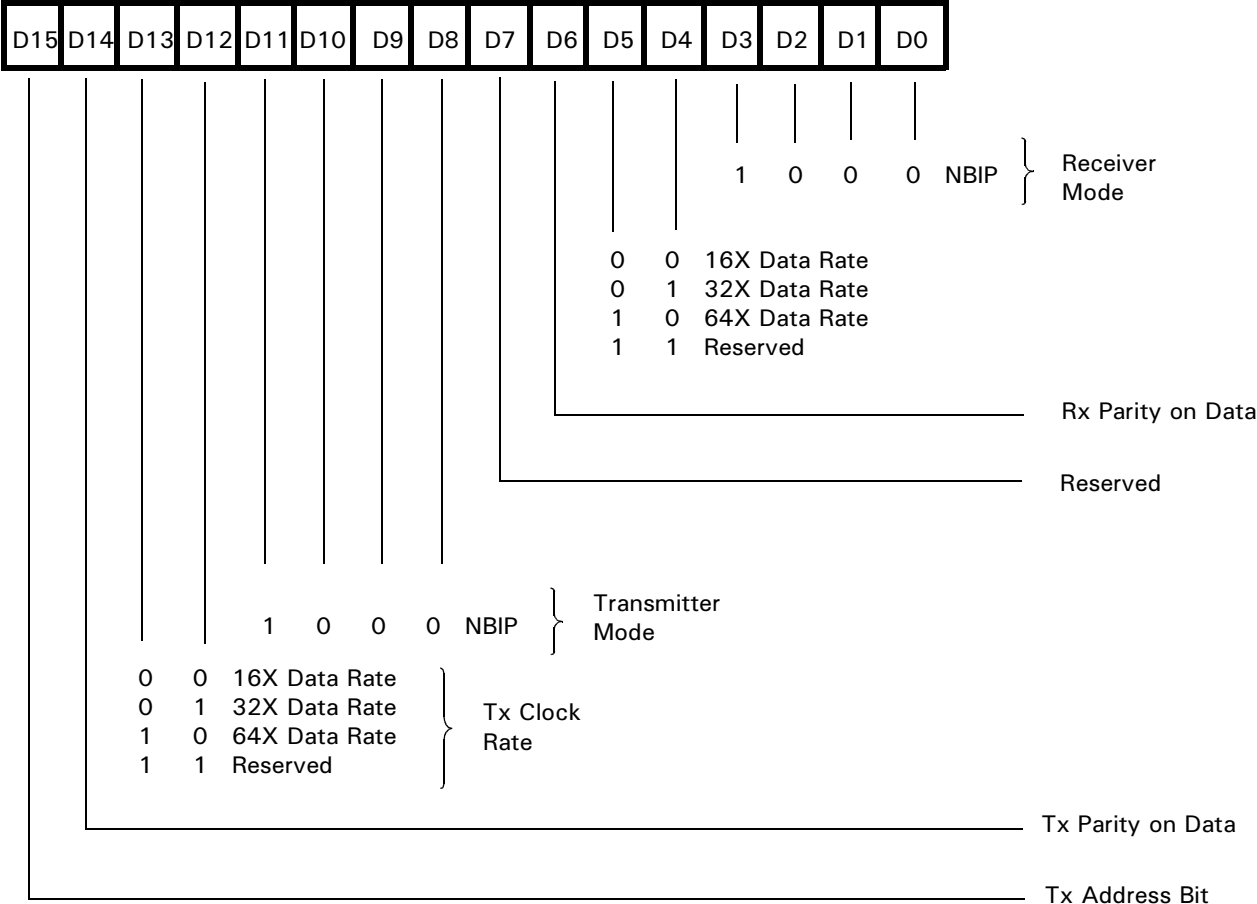 D15 D14 D13 D12 D11 D10 D9 D8 D7 D6 D5 D4 D3 D2 D1 D0
1 0 0 0 NBIP
Receiver
Mode
0 0 16X Data Rate
0 1 32X Data Rate
1 0 64X Data Rate
1 1 Reserved
Rx Parity on Data
Reserved
1 0 0 0 NBIP
Transmitter
Mode
0 0 16X Data Rate
0 1 32X Data Rate
1 0 64X Data Rate
1 1 Reserved
Tx Clock
Rate
Tx Parity on Data
Tx Address Bit